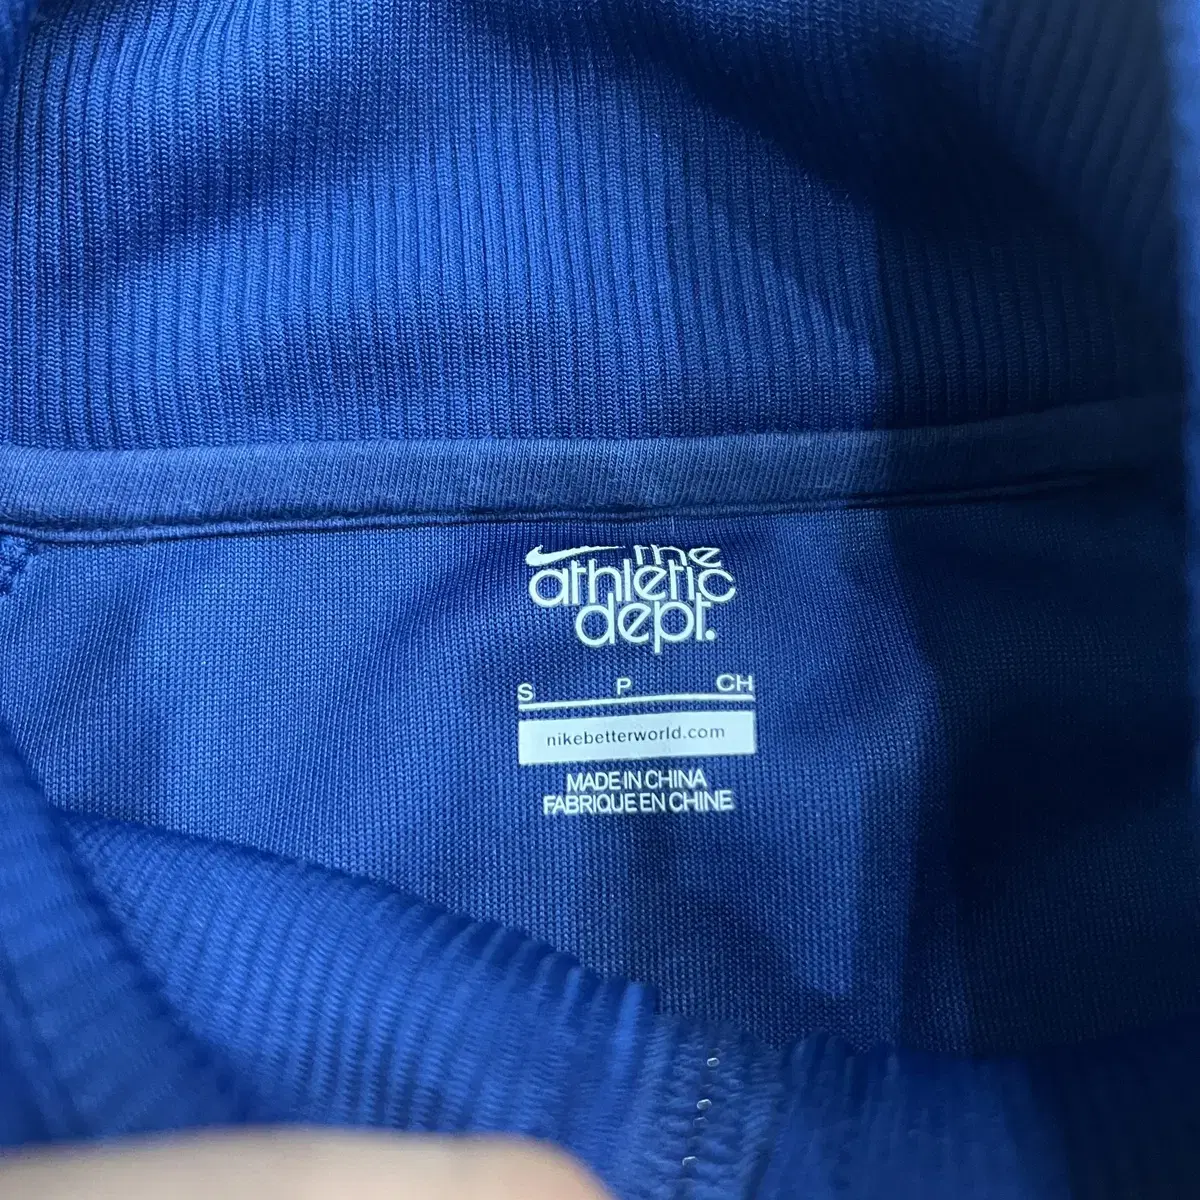 the
athletic
dept.
S P CH
nikebetterworld.com
MADE IN CHINA
FABRIQUE EN CHINE